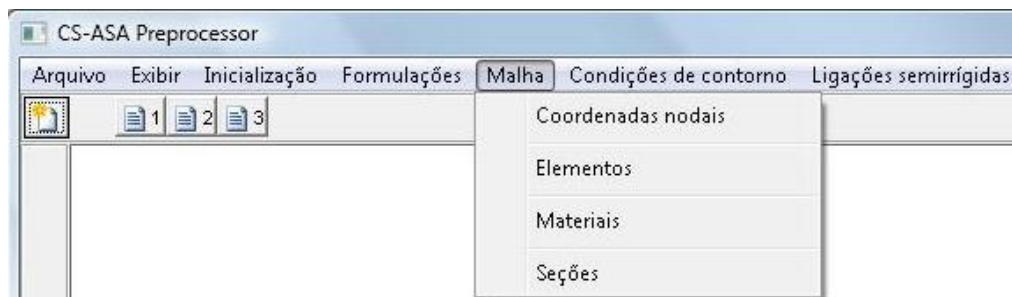 CS-ASA Preprocessor
Arquivo Exibir Inicialização Formulações Malha Condições de contorno Ligações semirrígidas
1 2 3
Coordenadas nodais
Elementos
Materiais
Seções